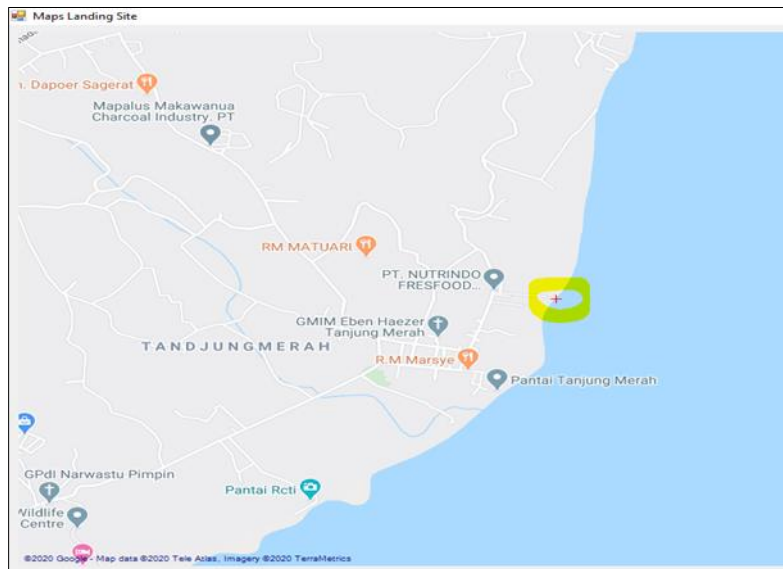 Maps Landing Site
n. Dapoer Sagerat
Mapalus Makawanua
Charcoal Industry, PT
RM MATUARI
PT. NUTRINDO
FRESFOOD...
GMIM Eben Haezer
Tanjung Merah
TANDJUNGMERAH
R.M Marsye
Pantai Tanjung Merah
GPdI Narwastu Pimpin
Pantai Rcti
Wildlife
Centre
©2020 Google - Map data ©2020 Tele Atlas, Imagery ©2020 TerraMetrics